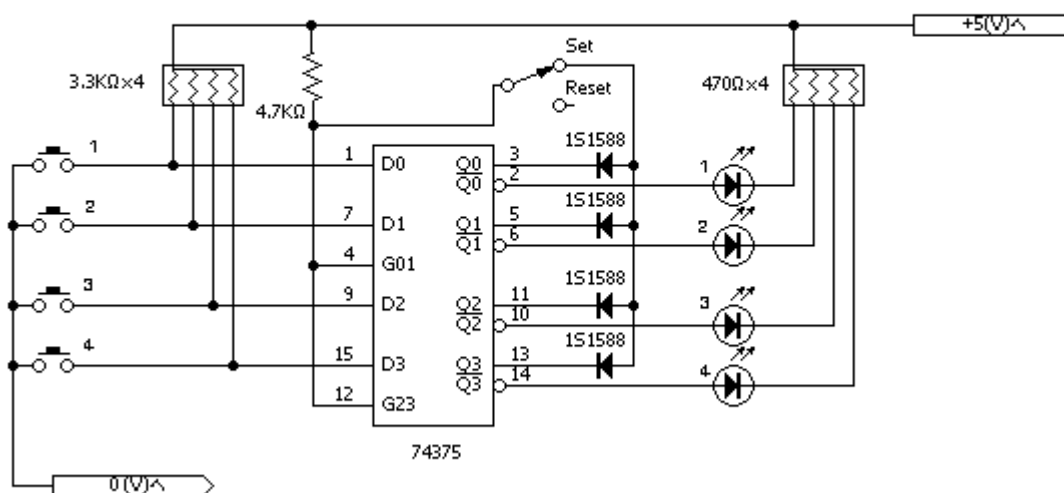 +5(V)へ
Set
3.3KΩ×4
Reset
470Ω×4
4.7KΩ
1S1588
1
1
D0
Q0
3
Q0
2
1
1S1588
2
7
D1
Q1
5
Q1
6
2
4
G01
1S1588
3
9
D2
Q2
11
Q2
10
3
1S1588
4
15
D3
Q3
13
Q3
14
4
12
G23
74375
0(V)へ